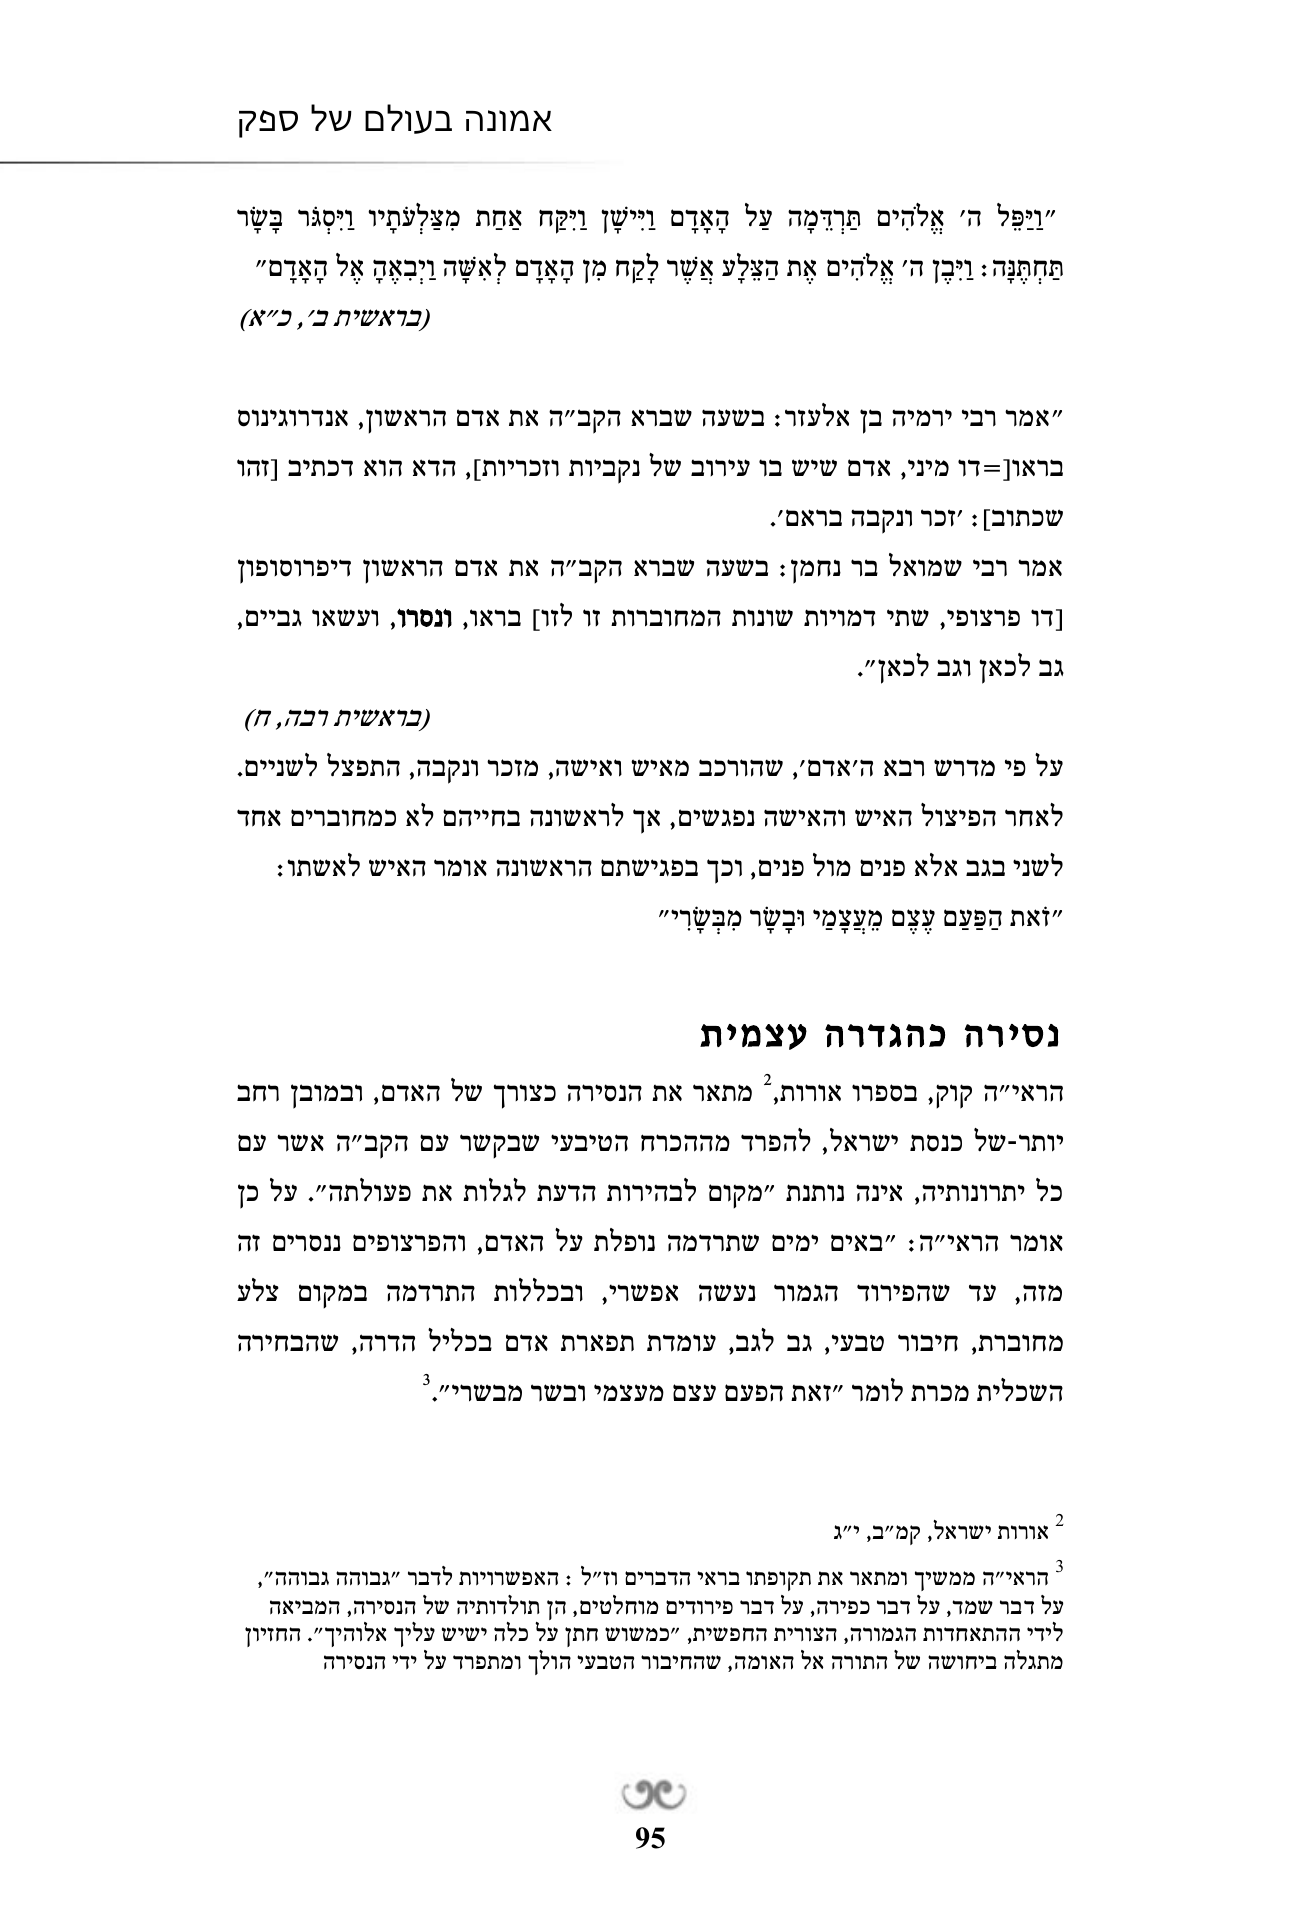 אמונה בעולם של ספק
"וַיַּפֵּל ה' אֱלֹהִים תַּרְדֵּמָה עַל הָאָדָם וַיִּישָׁן וַיִּקַּח אַחַת מִצַּלְעֹתָיו וַיִּסְגֹּר בָּשָׂר
תַּחְתֶּנָּה: וַיִּבֶן ה' אֱלֹהִים אֶת הַצֵּלָע אֲשֶׁר לָקַח מִן הָאָדָם לְאִשָּׁה וַיְבִאֶהָ אֶל הָאָדָם"
(בראשית ב', כ"א)
"אמר רבי ירמיה בן אלעזר: בשעה שברא הקב"ה את אדם הראשון, אנדרוגינוס
בראו[=דו מיני, אדם שיש בו עירוב של נקביות וזכריות], הדא הוא דכתיב [זהו
שכתוב]: 'זכר ונקבה בראם'.
אמר רבי שמואל בר נחמן: בשעה שברא הקב"ה את אדם הראשון דיפרוסופון
[דו פרצופי, שתי דמויות שונות המחוברות זו לזו] בראו, ונסרו, ועשאו גביים,
גב לכאן וגב לכאן".
(בראשית רבה, ח)
על פי מדרש רבא ה'אדם', שהורכב מאיש ואישה, מזכר ונקבה, התפצל לשניים.
לאחר הפיצול האיש והאישה נפגשים, אך לראשונה בחייהם לא כמחוברים אחד
לשני בגב אלא פנים מול פנים, וכך בפגישתם הראשונה אומר האיש לאשתו:
"זֹאת הַפַּעַם עֶצֶם מֵעֲצָמַי וּבָשָׂר מִבְּשָׂרִי"
נסירה כהגדרה עצמית
הראי"ה קוק, בספרו אורות,2 מתאר את הנסירה כצורך של האדם, ובמובן רחב
יותר-של כנסת ישראל, להפרד מההכרח הטיבעי שבקשר עם הקב"ה אשר עם
כל יתרונותיה, אינה נותנת "מקום לבהירות הדעת לגלות את פעולתה". על כן
אומר הראי"ה: "באים ימים שתרדמה נופלת על האדם, והפרצופים ננסרים זה
מזה, עד שהפירוד הגמור נעשה אפשרי, ובכללות התרדמה במקום צלע
מחוברת, חיבור טבעי, גב לגב, עומדת תפארת אדם בכליל הדרה, שהבחירה
השכלית מכרת לומר "זאת הפעם עצם מעצמי ובשר מבשרי".3
2 אורות ישראל, קמ"ב, י"ג
3 הראי"ה ממשיך ומתאר את תקופתו בראי הדברים וז"ל : האפשרויות לדבר "גבוהה גבוהה",
על דבר שמד, על דבר כפירה, על דבר פירודים מוחלטים, הן תולדותיה של הנסירה, המביאה
לידי ההתאחדות הגמורה, הצורית החפשית, "כמשוש חתן על כלה ישיש עליך אלוהיך". החזיון
מתגלה ביחושה של התורה אל האומה, שהחיבור הטבעי הולך ומתפרד על ידי הנסירה
95